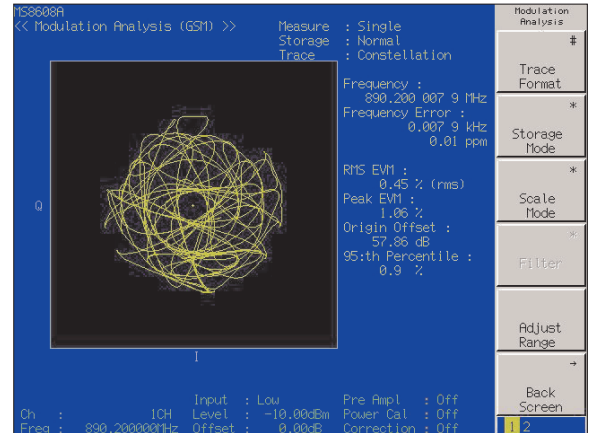 MS8608A
<< Modulation Analysis (GSM) >>
Measure : Single
Storage : Normal
Trace : Constellation
Frequency :
890.200 007 9 MHz
Frequency Error :
0.007 9 kHz
0.01 ppm
RMS EVM :
0.45 % (rms)
Peak EVM :
1.06 %
Origin Offset :
57.86 dB
95:th Percentile :
0.9 %
Q
I
Input : Low
Pre Ampl : Off
Ch : 1CH
Level : -10.00dBm
Power Cal : Off
Freq : 890.200000MHz
Offset : 0.00dB
Correction : Off
Modulation
Analysis
#
Trace
Format
*
Storage
Mode
*
Scale
Mode
*
Filter
Adjust
Range
→
Back
Screen
1 2